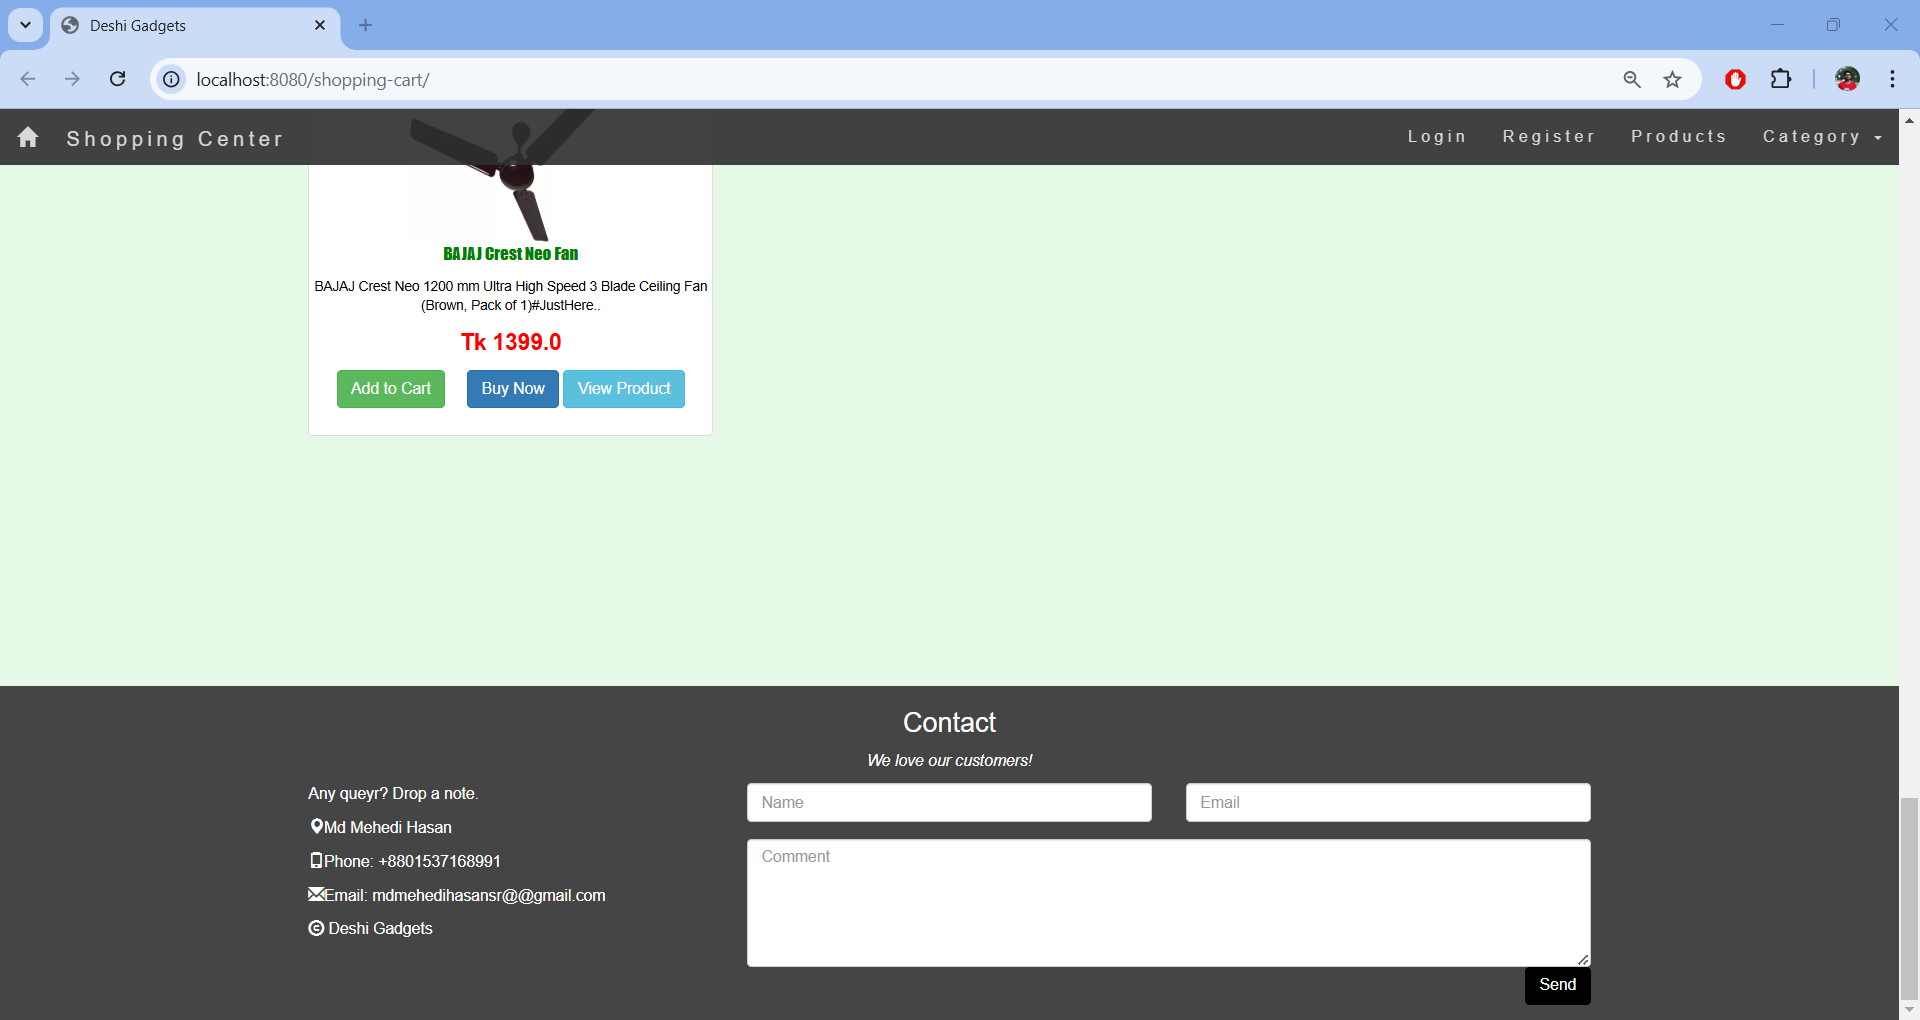 Deshi Gadgets
localhost:8080/shopping-cart/
Shopping Center
Login Register Products Category
BAJAJ Crest Neo Fan
BAJAJ Crest Neo 1200 mm Ultra High Speed 3 Blade Ceiling Fan
(Brown, Pack of 1)#JustHere..
Tk 1399.0
Add to Cart Buy Now View Product
Contact
We love our customers!
Any queyr? Drop a note.
Md Mehedi Hasan
Phone: +8801537168991
Email: mdmehedihasansr@@gmail.com
© Deshi Gadgets
Name
Email
Comment
Send